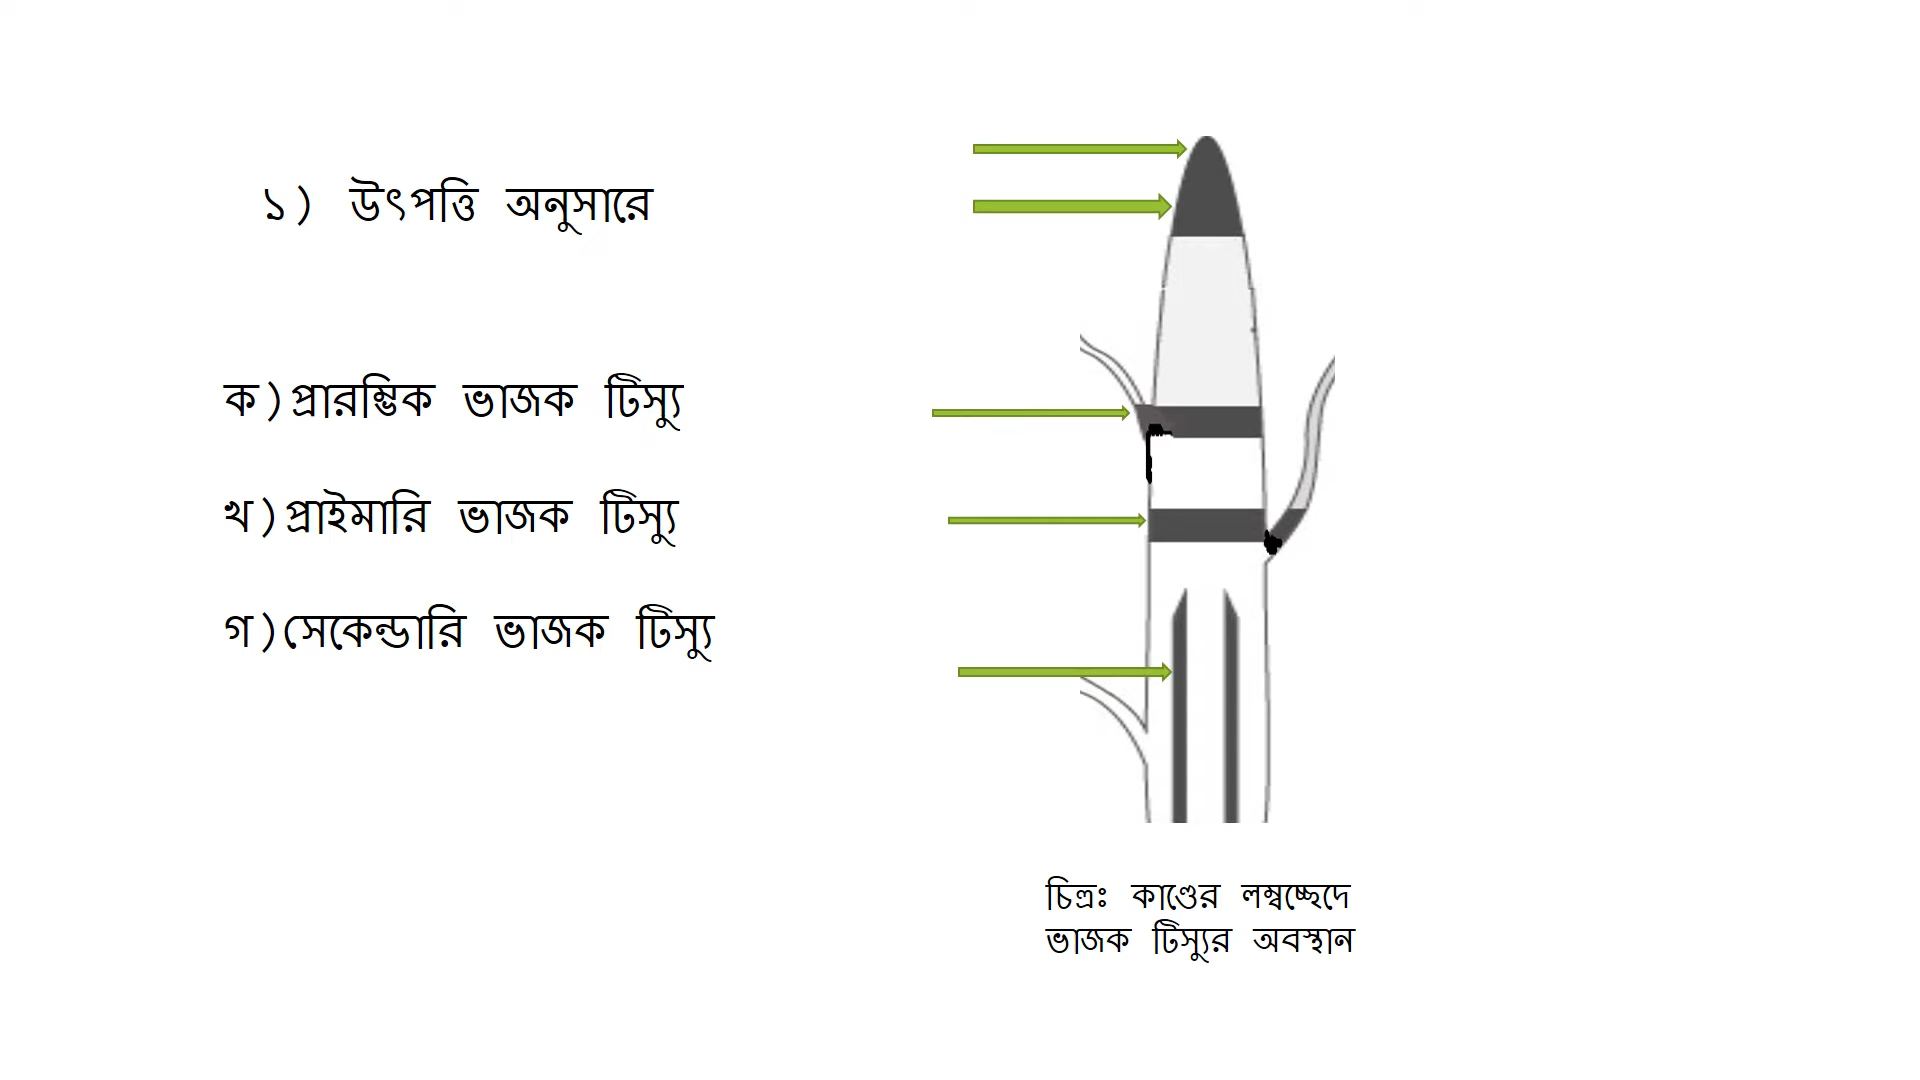 ১) উৎপত্তি অনুসারে
ক)প্রারম্ভিক ভাজক টিস্যু
খ)প্রাইমারি ভাজক টিস্যু
গ)সেকেন্ডারি ভাজক টিস্যু
চিত্রঃ কাণ্ডের লম্বচ্ছেদে
ভাজক টিস্যুর অবস্থান